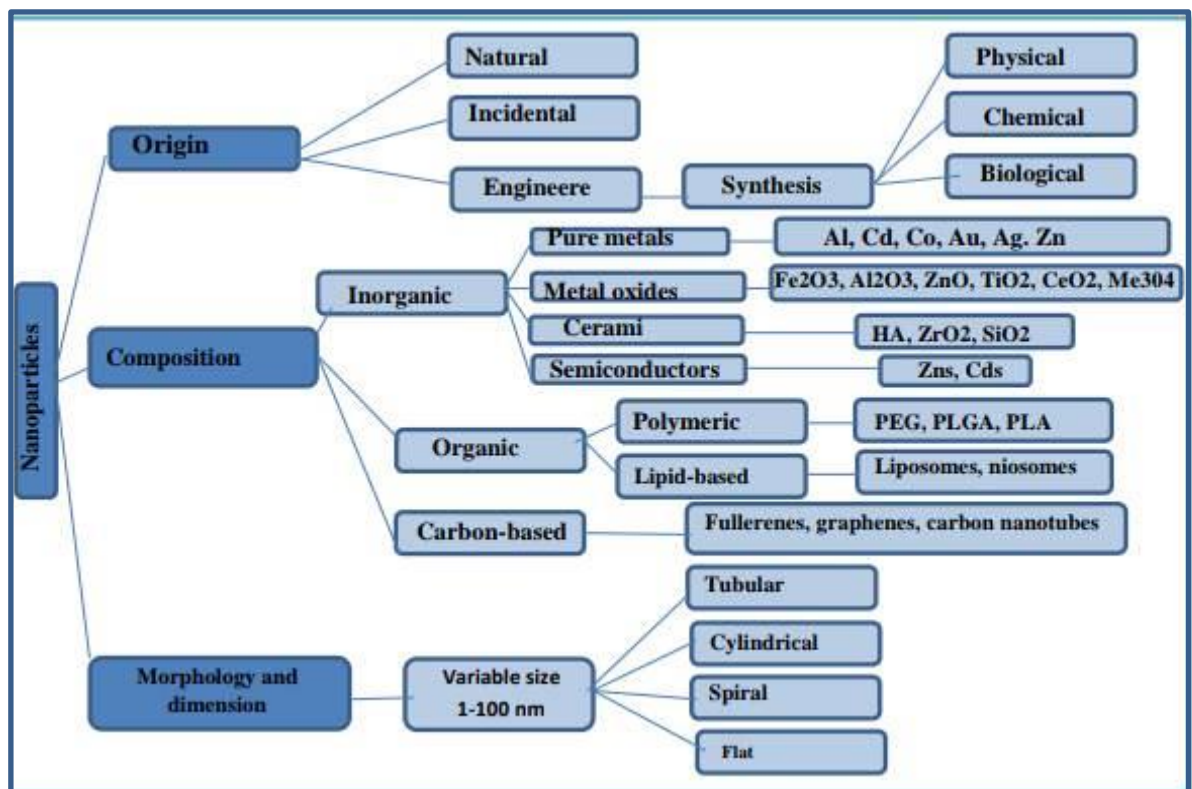 Nanoparticles
Origin
Natural
Incidental
Engineere
Synthesis
Physical
Chemical
Biological
Composition
Inorganic
Pure metals
Al, Cd, Co, Au, Ag. Zn
Metal oxides
Fe2O3, Al2O3, ZnO, TiO2, CeO2, Me304
Cerami
HA, ZrO2, SiO2
Semiconductors
Zns, Cds
Organic
Polymeric
PEG, PLGA, PLA
Lipid-based
Liposomes, niosomes
Carbon-based
Fullerenes, graphenes, carbon nanotubes
Morphology and
dimension
Variable size
1-100 nm
Tubular
Cylindrical
Spiral
Flat